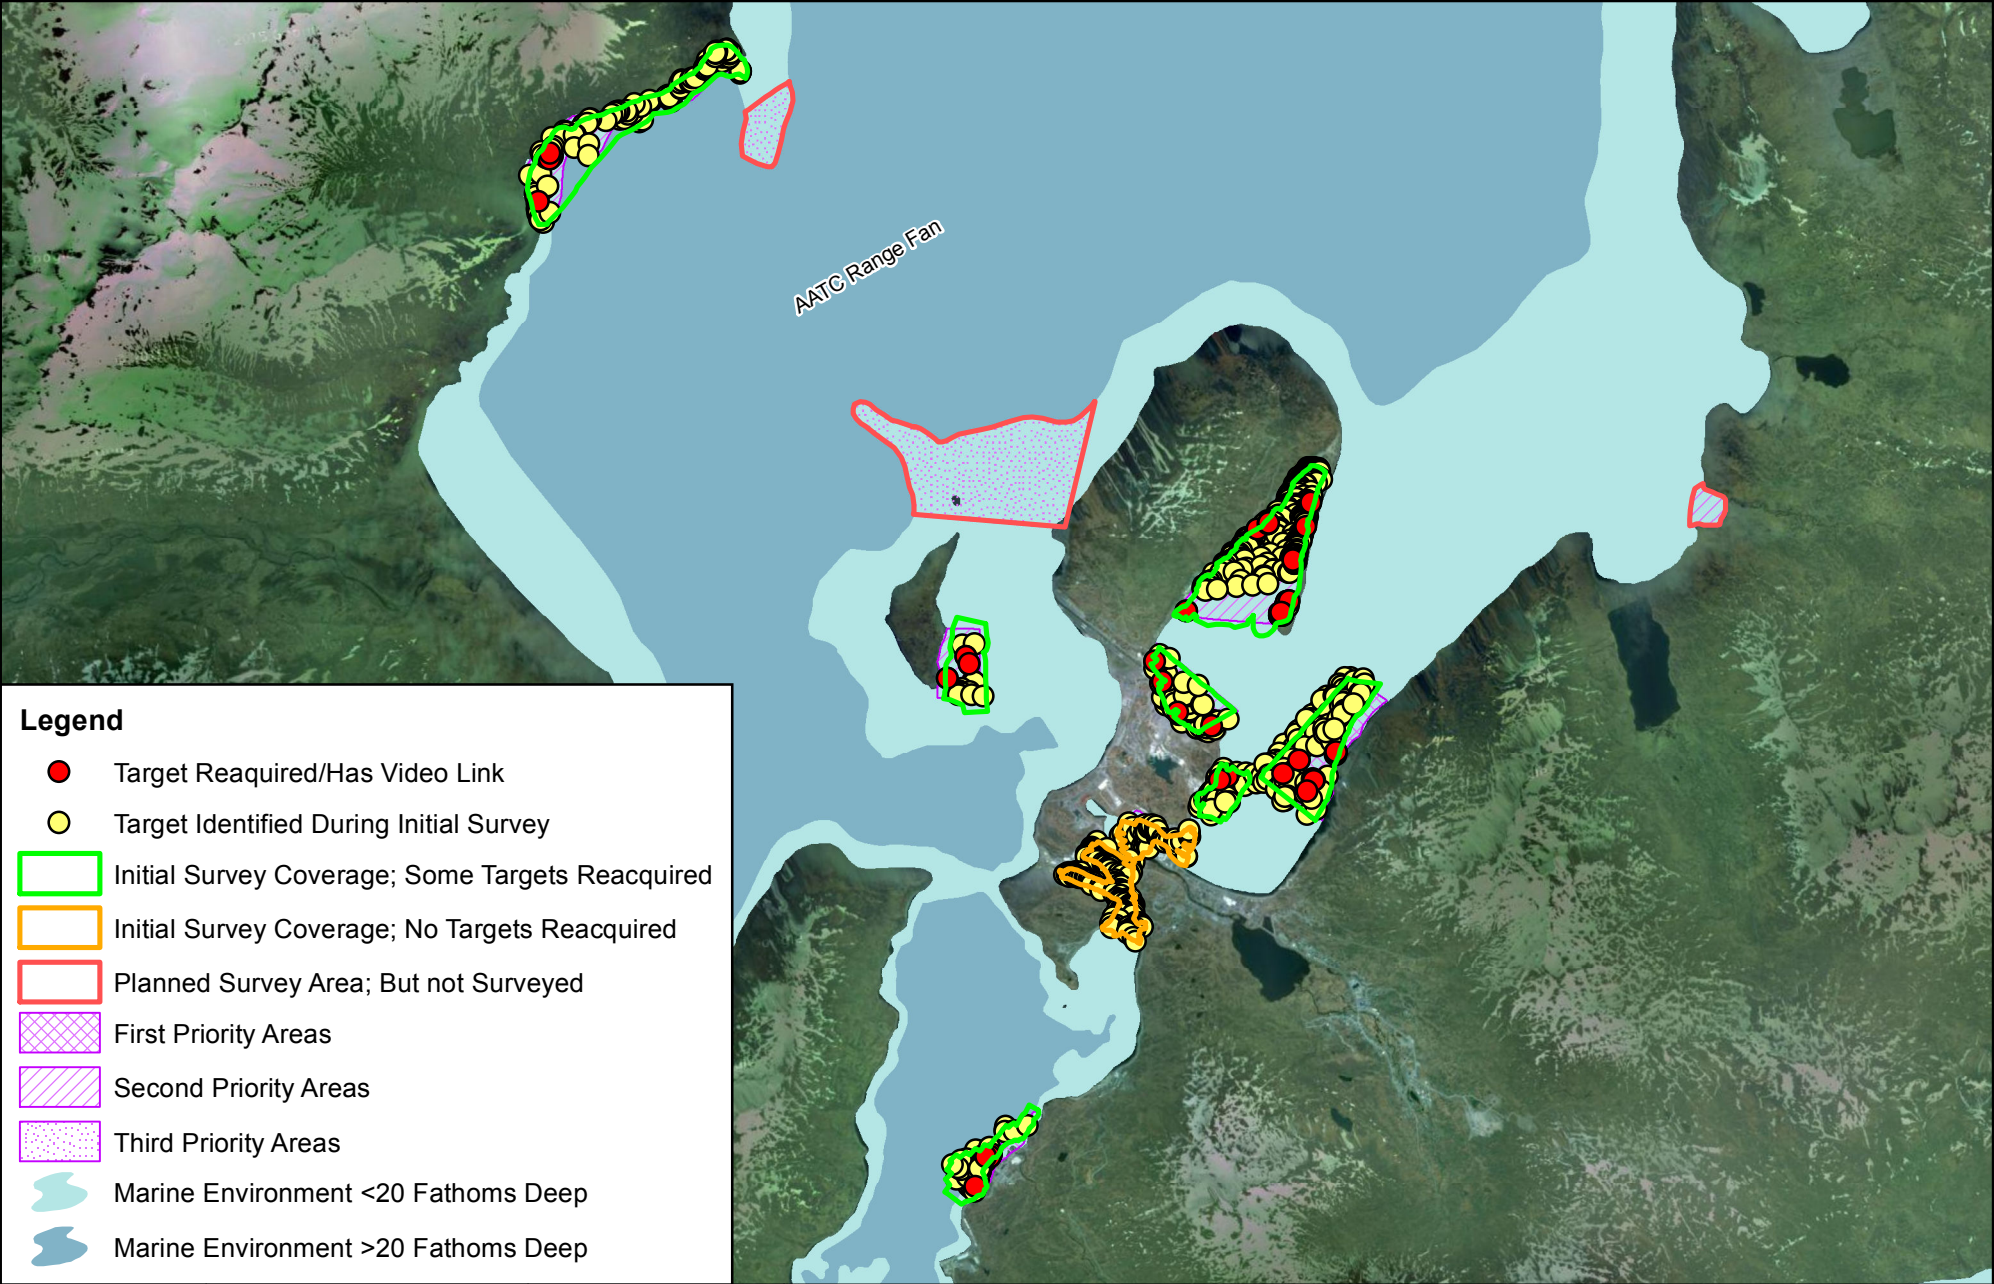 AATC Range Fan
Legend
Target Reaquired/Has Video Link
Target Identified During Initial Survey
Initial Survey Coverage; Some Targets Reacquired
Initial Survey Coverage; No Targets Reacquired
Planned Survey Area; But not Surveyed
First Priority Areas
Second Priority Areas
Third Priority Areas
Marine Environment <20 Fathoms Deep
Marine Environment >20 Fathoms Deep